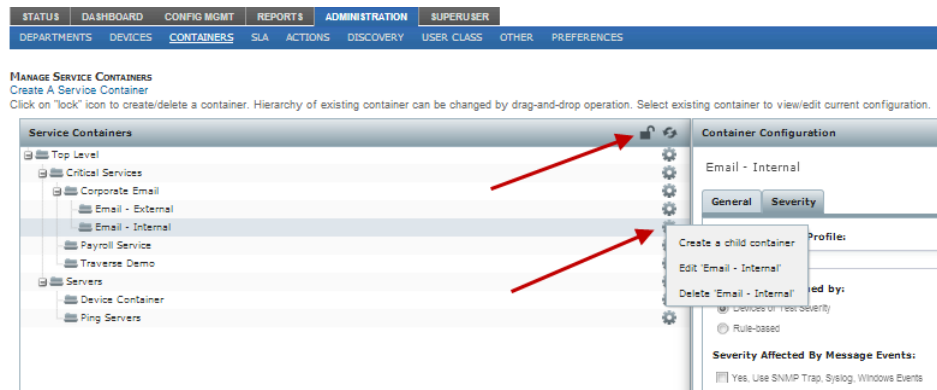 STATUS DASHBOARD CONFIG MGMT REPORTS ADMINISTRATION SUPERUSER
DEPARTMENTS DEVICES CONTAINERS SLA ACTIONS DISCOVERY USER CLASS OTHER PREFERENCES
MANAGE SERVICE CONTAINERS
Create A Service Container
Click on "lock" icon to create/delete a container. Hierarchy of existing container can be changed by drag-and-drop operation. Select existing container to view/edit current configuration.
Service Containers
Container Configuration
Top Level
Critical Services
Corporate Email
Email - External
Email - Internal
Payroll Service
Traverse Demo
Servers
Device Container
Ping Servers
Email - Internal
General Severity
Profile:
Create a child container
Edit 'Email - Internal'
Delete 'Email - Internal'
ed by:
Devices or Test Severity
Rule-based
Severity Affected By Message Events:
Yes, Use SNMP Trap, Syslog, Windows Events